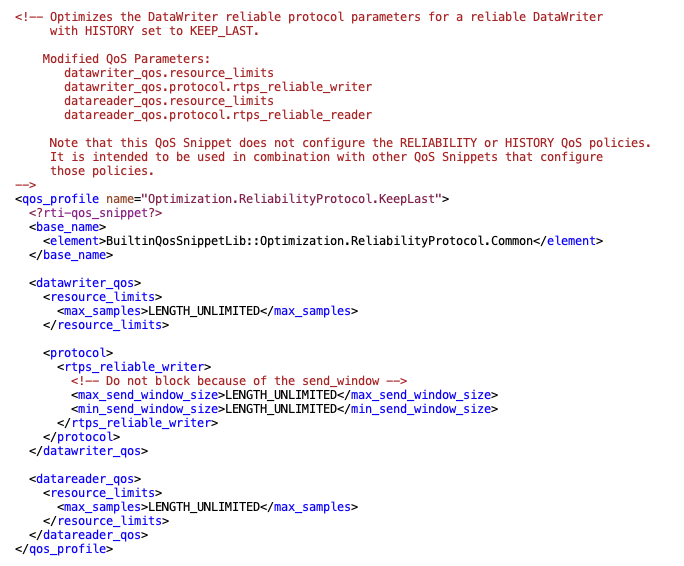 <!-- Optimizes the DataWriter reliable protocol parameters for a reliable DataWriter
     with HISTORY set to KEEP_LAST.

    Modified QoS Parameters:
       datawriter_qos.resource_limits
       datawriter_qos.protocol.rtps_reliable_writer
       datareader_qos.resource_limits
       datareader_qos.protocol.rtps_reliable_reader

     Note that this QoS Snippet does not configure the RELIABILITY or HISTORY QoS policies.
     It is intended to be used in combination with other QoS Snippets that configure
     those policies.
-->
<qos_profile name="Optimization.ReliabilityProtocol.KeepLast">
  <?rti-qos_snippet?>
  <base_name>
    <element>BuiltinQosSnippetLib::Optimization.ReliabilityProtocol.Common</element>
  </base_name>

  <datawriter_qos>
    <resource_limits>
      <max_samples>LENGTH_UNLIMITED</max_samples>
    </resource_limits>

    <protocol>
      <rtps_reliable_writer>
        <!-- Do not block because of the send_window -->
        <max_send_window_size>LENGTH_UNLIMITED</max_send_window_size>
        <min_send_window_size>LENGTH_UNLIMITED</min_send_window_size>
      </rtps_reliable_writer>
    </protocol>
  </datawriter_qos>

  <datareader_qos>
    <resource_limits>
      <max_samples>LENGTH_UNLIMITED</max_samples>
    </resource_limits>
  </datareader_qos>
</qos_profile>